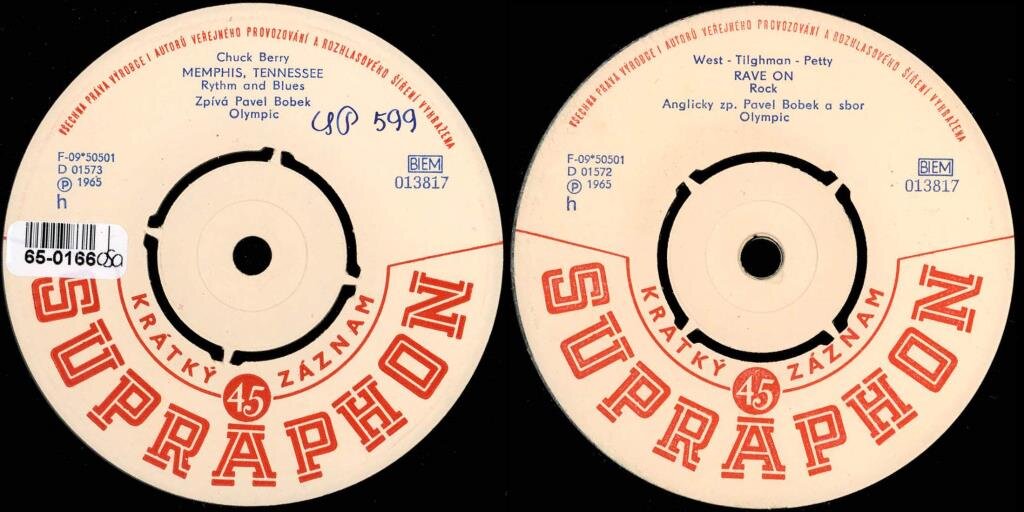 VŠECHNA PRÁVA VÝROBCE I AUTORŮ VEŘEJNÉHO PROVOZOVÁNÍ A ROZHLASOVÉHO ŠÍŘENÍ VYHRAŽENA
Chuck Berry
MEMPHIS, TENNESSEE
Rythm and Blues
Zpívá Pavel Bobek
Olympic
599
F-09*50501
D 01573
Ⓟ 1965
h
BIEM
013817
65-0166
KRÁTKÝ 45 ZÁZNAM
SUPRAPHON
VŠECHNA PRÁVA VÝROBCE I AUTORŮ VEŘEJNÉHO PROVOZOVÁNÍ A ROZHLASOVÉHO ŠÍŘENÍ VYHRAŽENA
West - Tilghman - Petty
RAVE ON
Rock
Anglicky zp. Pavel Bobek a sbor
Olympic
F-09*50501
D 01572
Ⓟ 1965
h
BIEM
013817
KRÁTKÝ 45 ZÁZNAM
SUPRAPHON